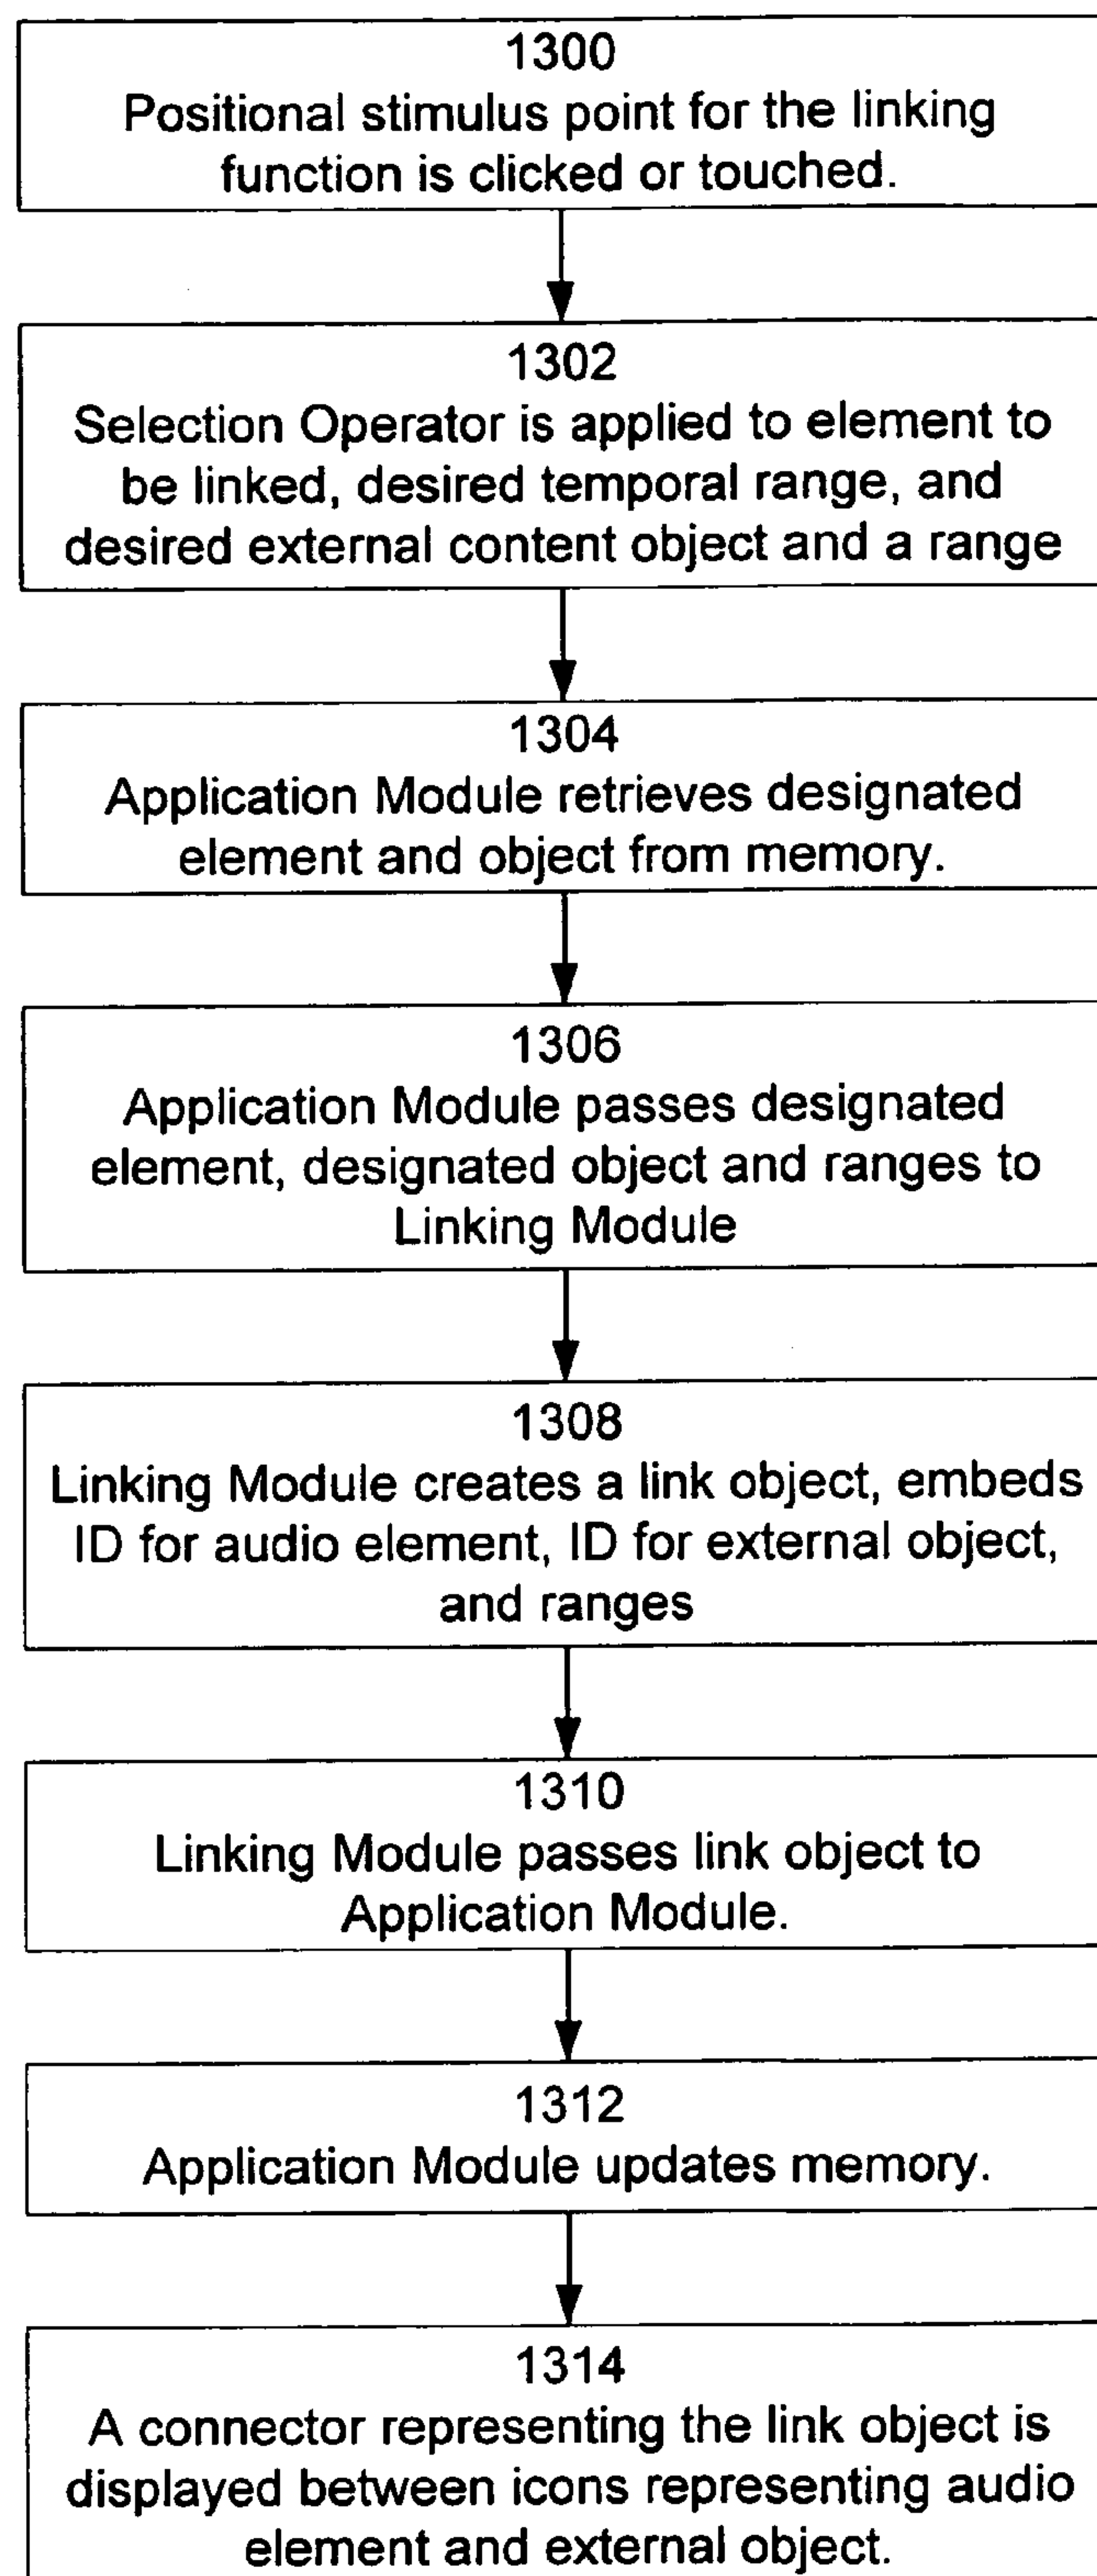 1300
Positional stimulus point for the linking
function is clicked or touched.
1302
Selection Operator is applied to element to
be linked, desired temporal range, and
desired external content object and a range
1304
Application Module retrieves designated
element and object from memory.
1306
Application Module passes designated
element, designated object and ranges to
Linking Module
1308
Linking Module creates a link object, embeds
ID for audio element, ID for external object,
and ranges
1310
Linking Module passes link object to
Application Module.
1312
Application Module updates memory.
1314
A connector representing the link object is
displayed between icons representing audio
element and external object.